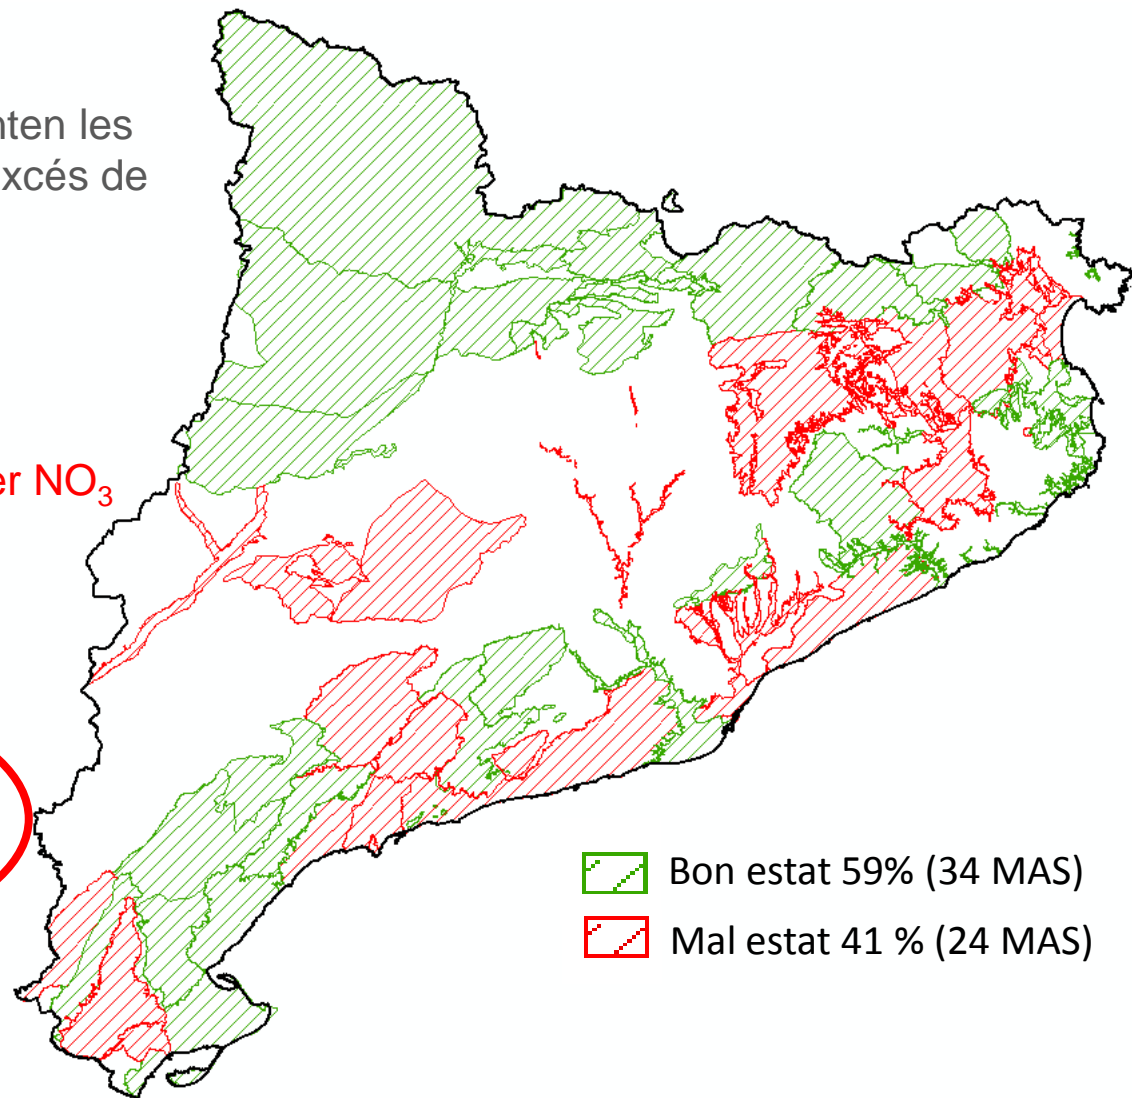 nten les
xcés de
er NO₃
Bon estat 59% (34 MAS)
Mal estat 41 % (24 MAS)